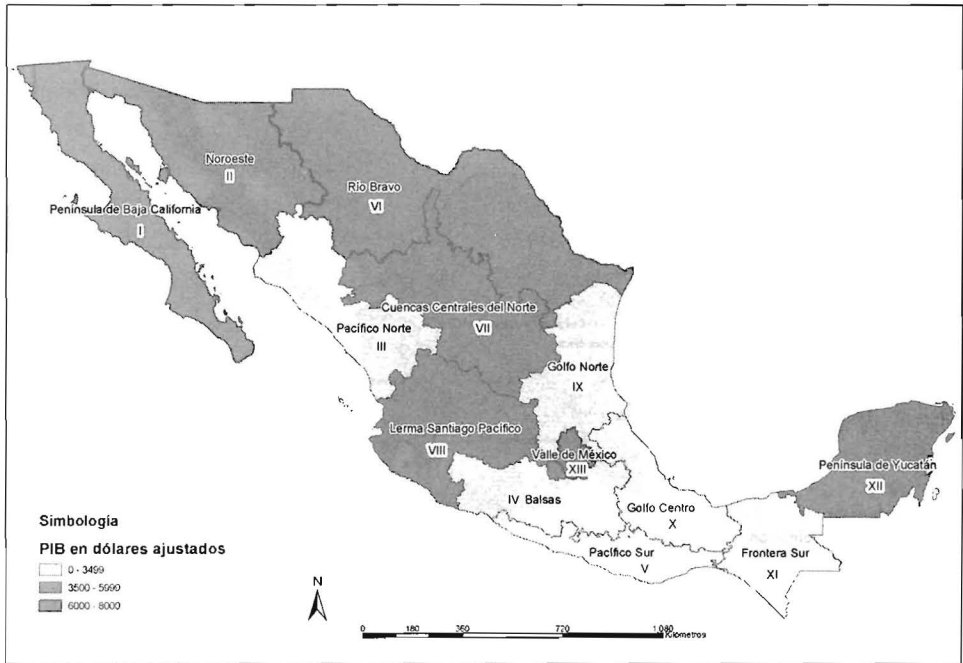 Noroeste
II
Río Bravo
VI
Península de Baja California
I
Cuencas Centrales del Norte
VII
Pacífico Norte
III
Golfo Norte
IX
Lerma Santiago Pacífico
VIII
Valle de México
XIII
Península de Yucatán
XII
IV Balsas
Golfo Centro
X
Pacífico Sur
V
Frontera Sur
XI
Simbología
PIB en dólares ajustados
0 - 3499
3500 - 5990
6000 - 8000
N
0 180 360 720 1,080
Kilómetros